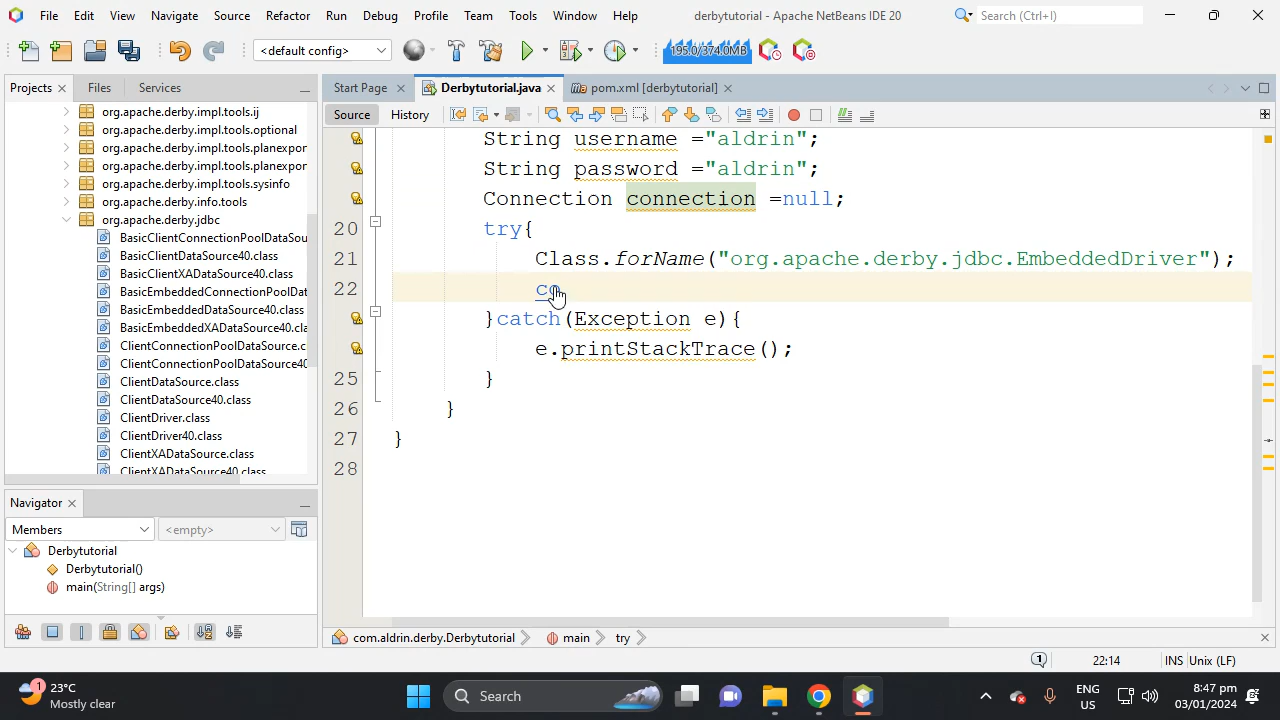 File Edit View Navigate Source Refactor Run Debug Profile Team Tools Window Help
derbytutorial - Apache NetBeans IDE 20
Search (Ctrl+I)
<default config>
195.0/374.0MB
Projects Files Services
Start Page Derbytutorial.java pom.xml [derbytutorial]
Source History
org.apache.derby.impl.tools.ij
org.apache.derby.impl.tools.optional
org.apache.derby.impl.tools.planexpor
org.apache.derby.impl.tools.planexpor
org.apache.derby.impl.tools.sysinfo
org.apache.derby.info.tools
org.apache.derby.jdbc
BasicClientConnectionPoolDataSou
BasicClientDataSource40.class
BasicClientXADataSource40.class
BasicEmbeddedConnectionPoolDat
BasicEmbeddedDataSource40.class
BasicEmbeddedXADataSource40.cla
ClientConnectionPoolDataSource.c
ClientConnectionPoolDataSource40
ClientDataSource.class
ClientDataSource40.class
ClientDriver.class
ClientDriver40.class
ClientXADataSource.class
ClientXADataSource40.class
String username ="aldrin";
String password ="aldrin";
Connection connection =null;
20 try{
21 Class.forName("org.apache.derby.jdbc.EmbeddedDriver");
22 co
}catch(Exception e){
e.printStackTrace();
25 }
26 }
27 }
28
Navigator
Members <empty>
Derbytutorial
Derbytutorial()
main(String[] args)
com.aldrin.derby.Derbytutorial main try
1 22:14 INS Unix (LF)
1
23°C
Mostly clear
Search
ENG
US
8:47 pm
03/01/2024